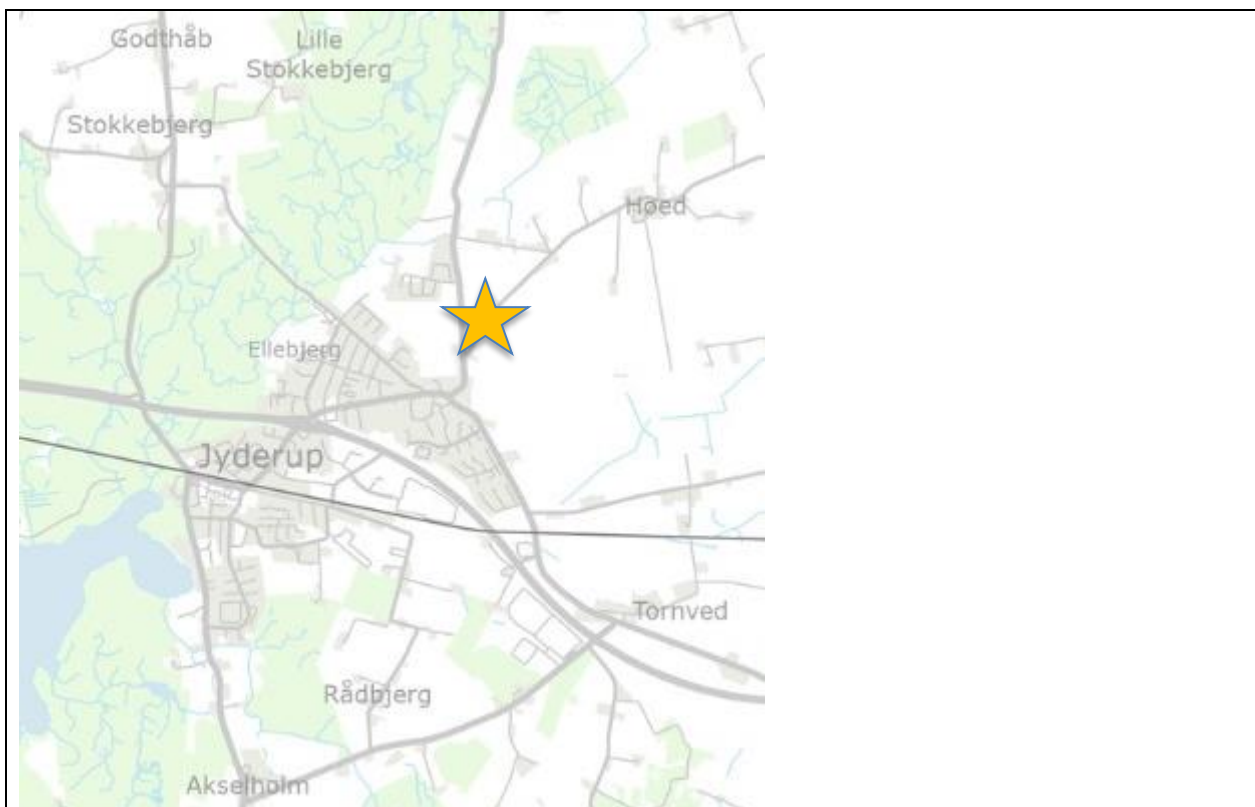 Godthåb
Lille
Stokkebjerg
Stokkebjerg
Høed
Ellebjerg
Jyderup
Tornved
Rådbjerg
Akselholm